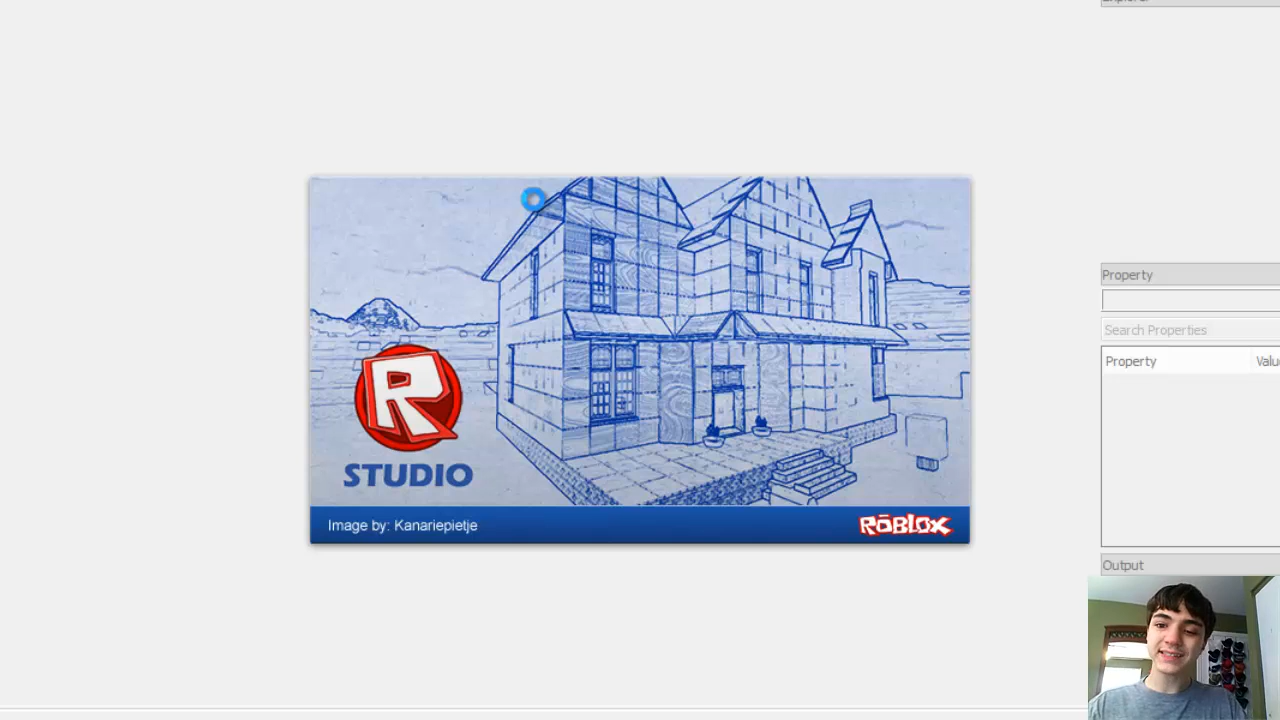 Property
Search Properties
Property
Valu
R
STUDIO
Image by: Kanariepietje
ROBLOX
Output